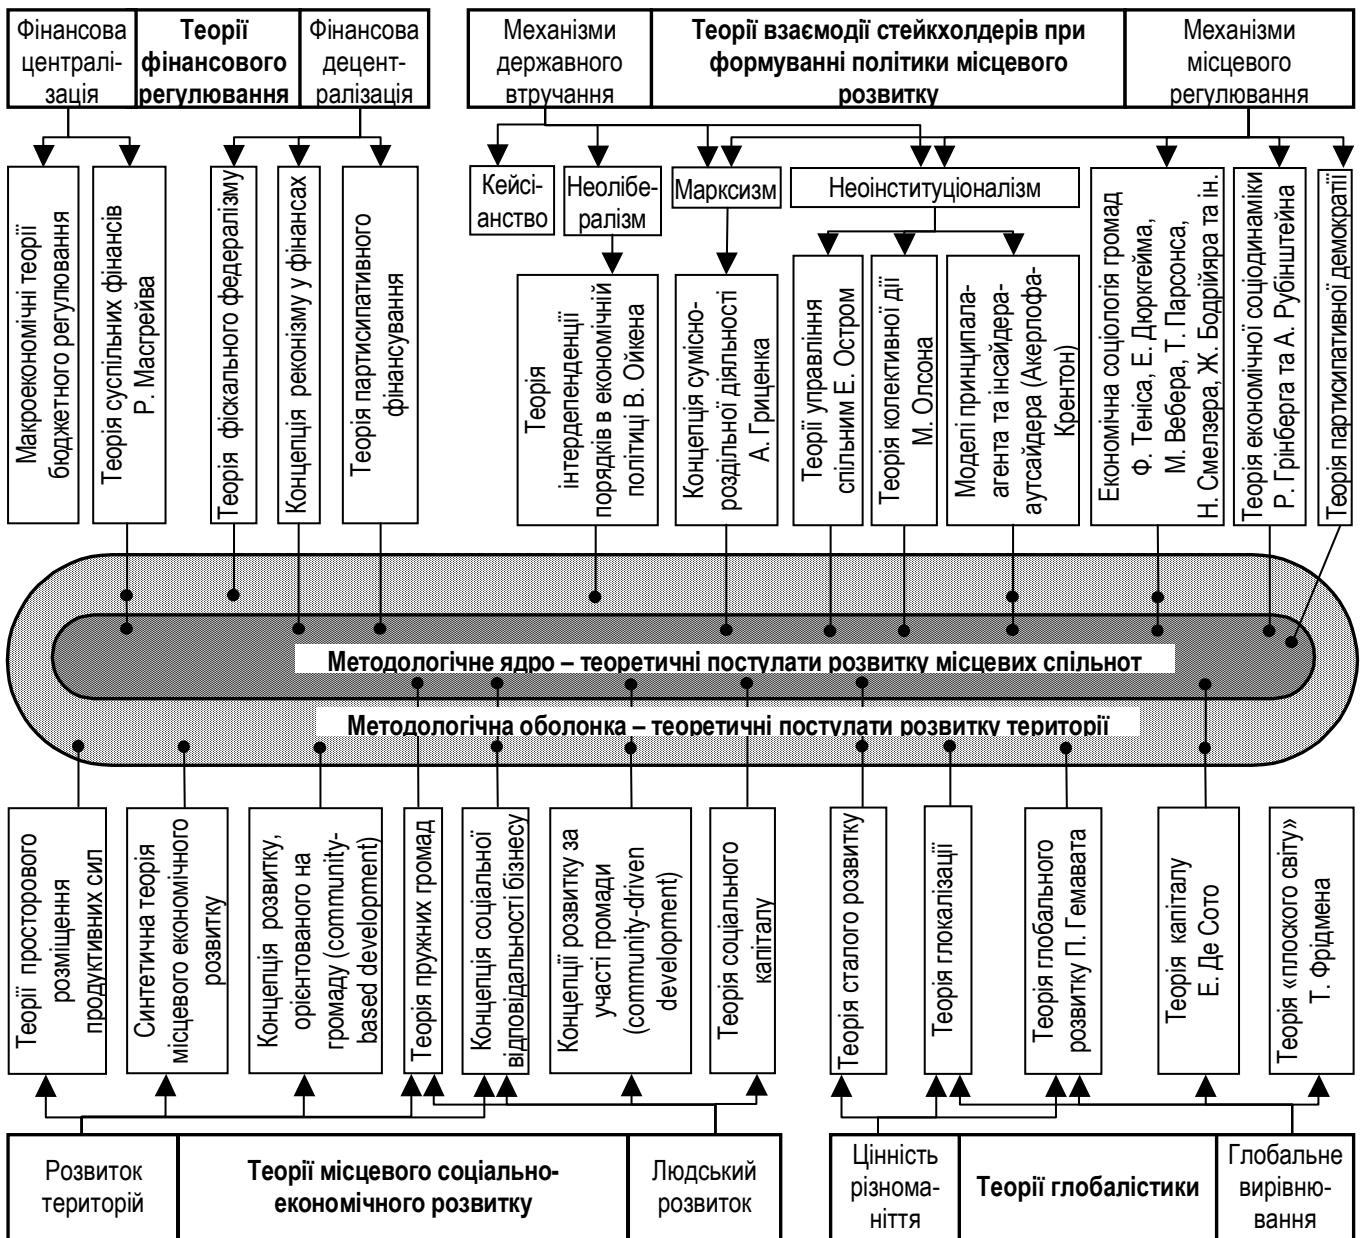 Фінансова
централі-
зація
Теорії
фінансового
регулювання
Фінансова
децент-
ралізація
Механізми
державного
втручання
Теорії взаємодії стейкхолдерів при
формуванні політики місцевого
розвитку
Механізми
місцевого
регулювання
Макроекономічні теорії
бюджетного регулювання
Теорія суспільних фінансів
Р. Масгрейва
Теорія фіскального федералізму
Концепція реконізму у фінансах
Теорія партисипативного
фінансування
Кейсі-
анство
Неолібе-
ралізм
Марксизм
Неоінституціоналізм
Теорія
інтердепенденції
порядків в економічній
політиці В. Ойкена
Концепція сумісно-
роздільної діяльності
А. Гриценка
Теорії управління
спільним Е. Остром
Теорія колективної дії
М. Олсона
Моделі принципала-
агента та інсайдера-
аутсайдера (Акерлофа-
Крентон)
Економічна соціологія громад
Ф. Теніса, Е. Дюркгейма,
М. Вебера, Т. Парсонса,
Н. Смелзера, Ж. Бодрійяра та ін.
Теорія економічної соціодинаміки
Р. Грінберга та А. Рубінштейна
Теорія партисипативної демократії
Методологічне ядро – теоретичні постулати розвитку місцевих спільнот
Методологічна оболонка – теоретичні постулати розвитку території
Теорії просторового
розміщення
продуктивних сил
Синтетична теорія
місцевого економічного
розвитку
Концепція розвитку,
орієнтованого на
громаду (community-
based development)
Теорія пружних громад
Концепція соціальної
відповідальності бізнесу
Концепції розвитку за
участі громади
(community-driven
development)
Теорія соціального
капіталу
Теорія сталого розвитку
Теорія глокалізації
Теорія глобального
розвитку П. Гемавата
Теорія капіталу
Е. Де Сото
Теорія «плоского світу»
Т. Фрідмена
Розвиток
територій
Теорії місцевого соціально-
економічного розвитку
Людський
розвиток
Цінність
різнома-
ніття
Теорії глобалістики
Глобальне
вирівню-
вання